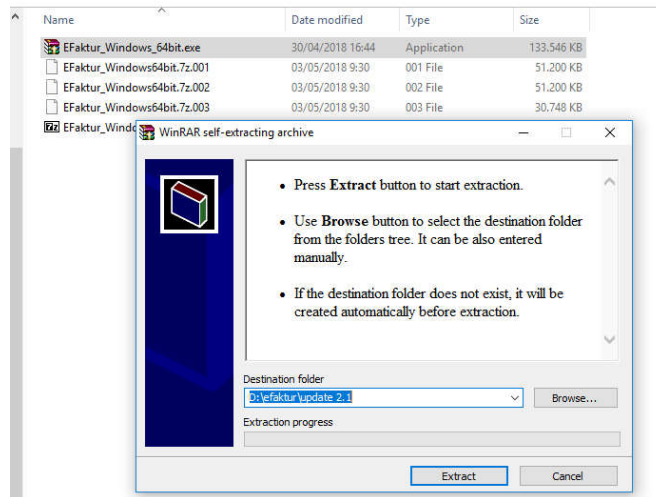 Name Date modified Type Size
EFaktur_Windows_64bit.exe 30/04/2018 16:44 Application 133.546 KB
EFaktur_Windows64bit.7z.001 03/05/2018 9:30 001 File 51.200 KB
EFaktur_Windows64bit.7z.002 03/05/2018 9:30 002 File 51.200 KB
EFaktur_Windows64bit.7z.003 03/05/2018 9:30 003 File 30.748 KB
WinRAR self-extracting archive
• Press Extract button to start extraction.
• Use Browse button to select the destination folder
from the folders tree. It can be also entered
manually.
• If the destination folder does not exist, it will be
created automatically before extraction.
Destination folder
D:\efaktur\update 2.1
Browse...
Extraction progress
Extract Cancel